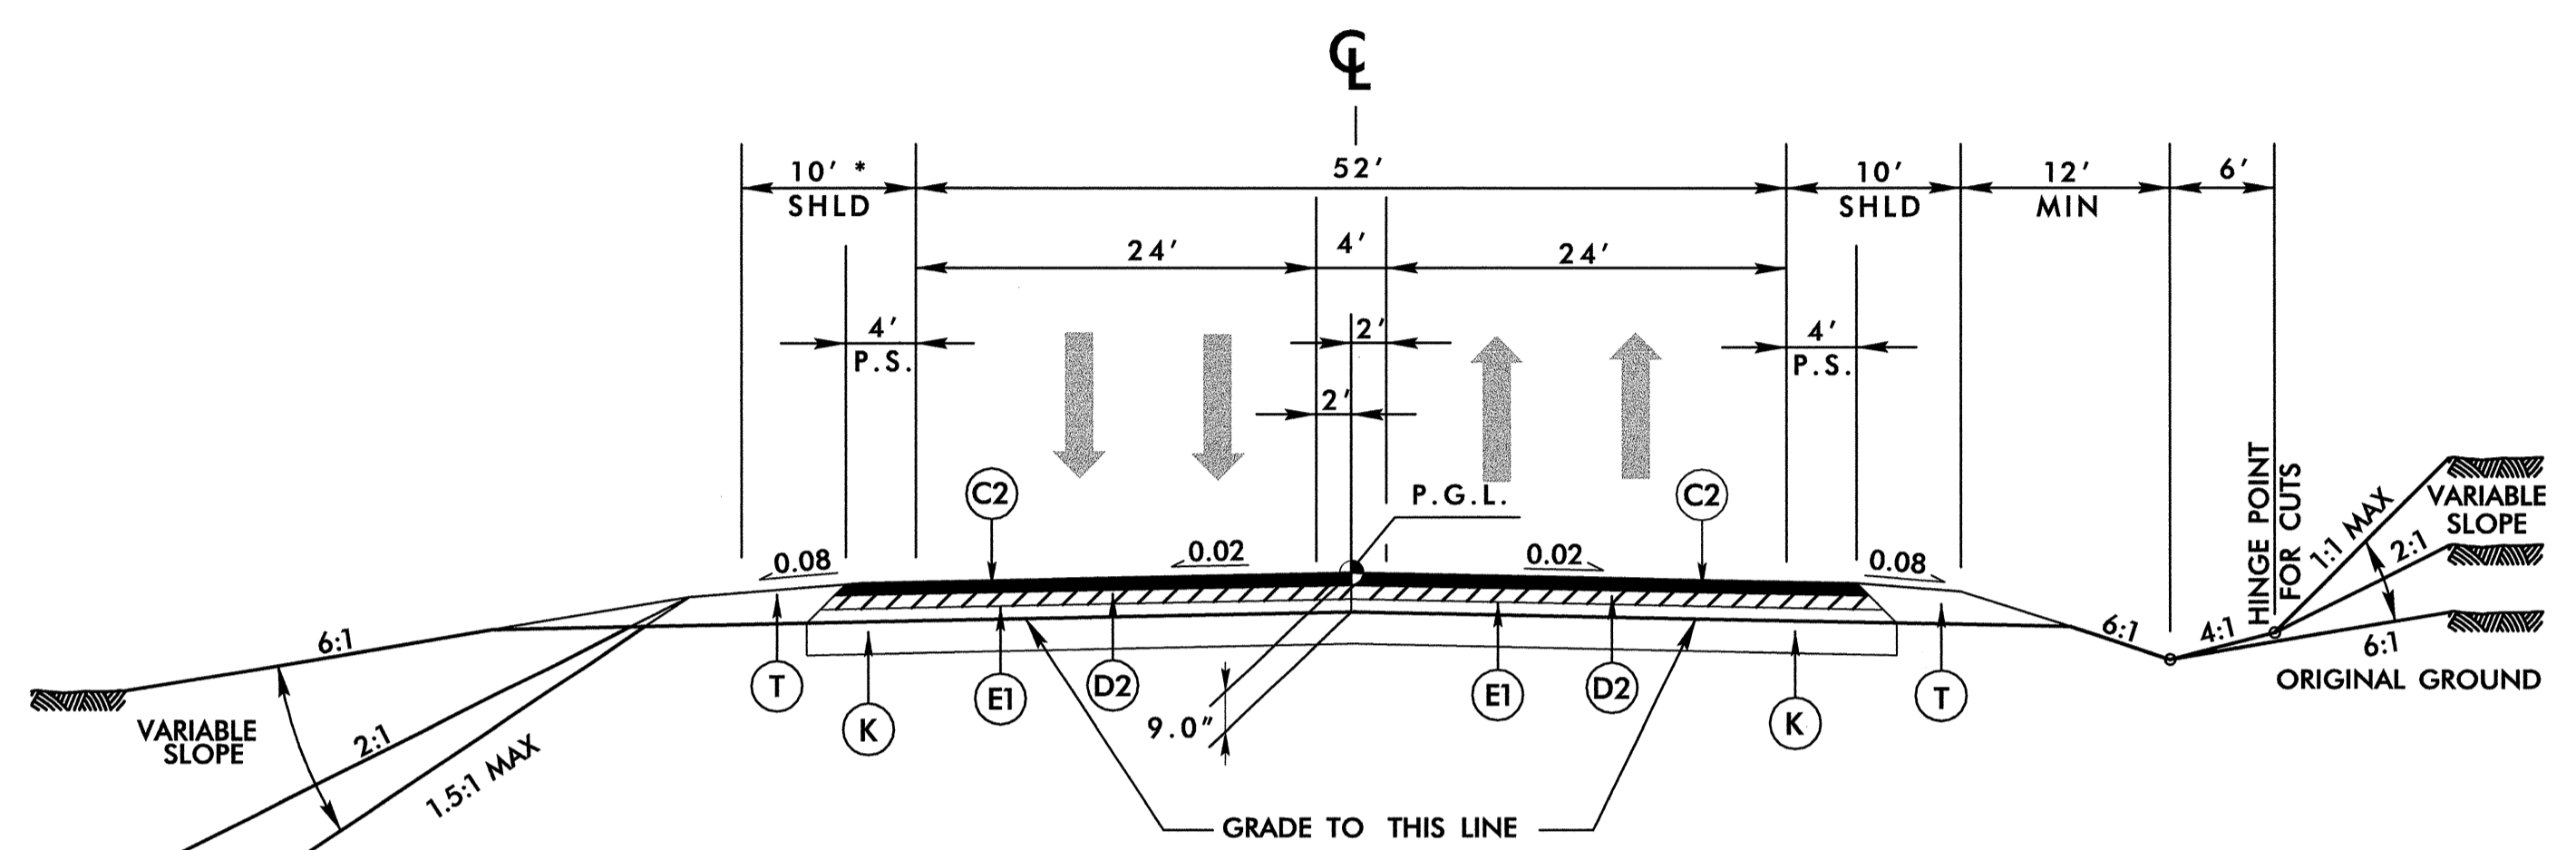 CL
10' *
52'
10'
12'
6'
SHLD
SHLD
MIN
24'
4'
24'
4'
2'
4'
P.S.
P.S.
2'
C2
P.G.L.
C2
HINGE POINT
FOR CUTS
1:1 MAX
VARIABLE
SLOPE
2:1
0.08
0.02
0.02
0.08
6:1
6:1
4:1
6:1
ORIGINAL GROUND
T
K
E1
D2
9.0"
E1
D2
K
T
VARIABLE
SLOPE
2:1
1.5:1 MAX
GRADE TO THIS LINE